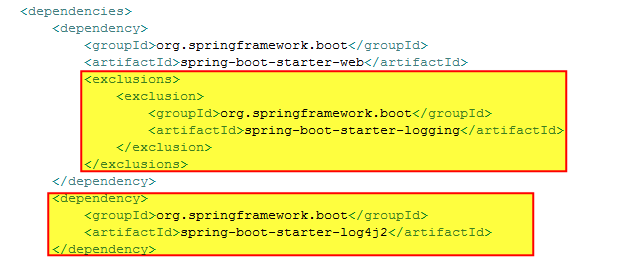 <dependencies>
<dependency>
<groupId>org.springframework.boot</groupId>
<artifactId>spring-boot-starter-web</artifactId>
<exclusions>
<exclusion>
<groupId>org.springframework.boot</groupId>
<artifactId>spring-boot-starter-logging</artifactId>
</exclusion>
</exclusions>
</dependency>
<dependency>
<groupId>org.springframework.boot</groupId>
<artifactId>spring-boot-starter-log4j2</artifactId>
</dependency>